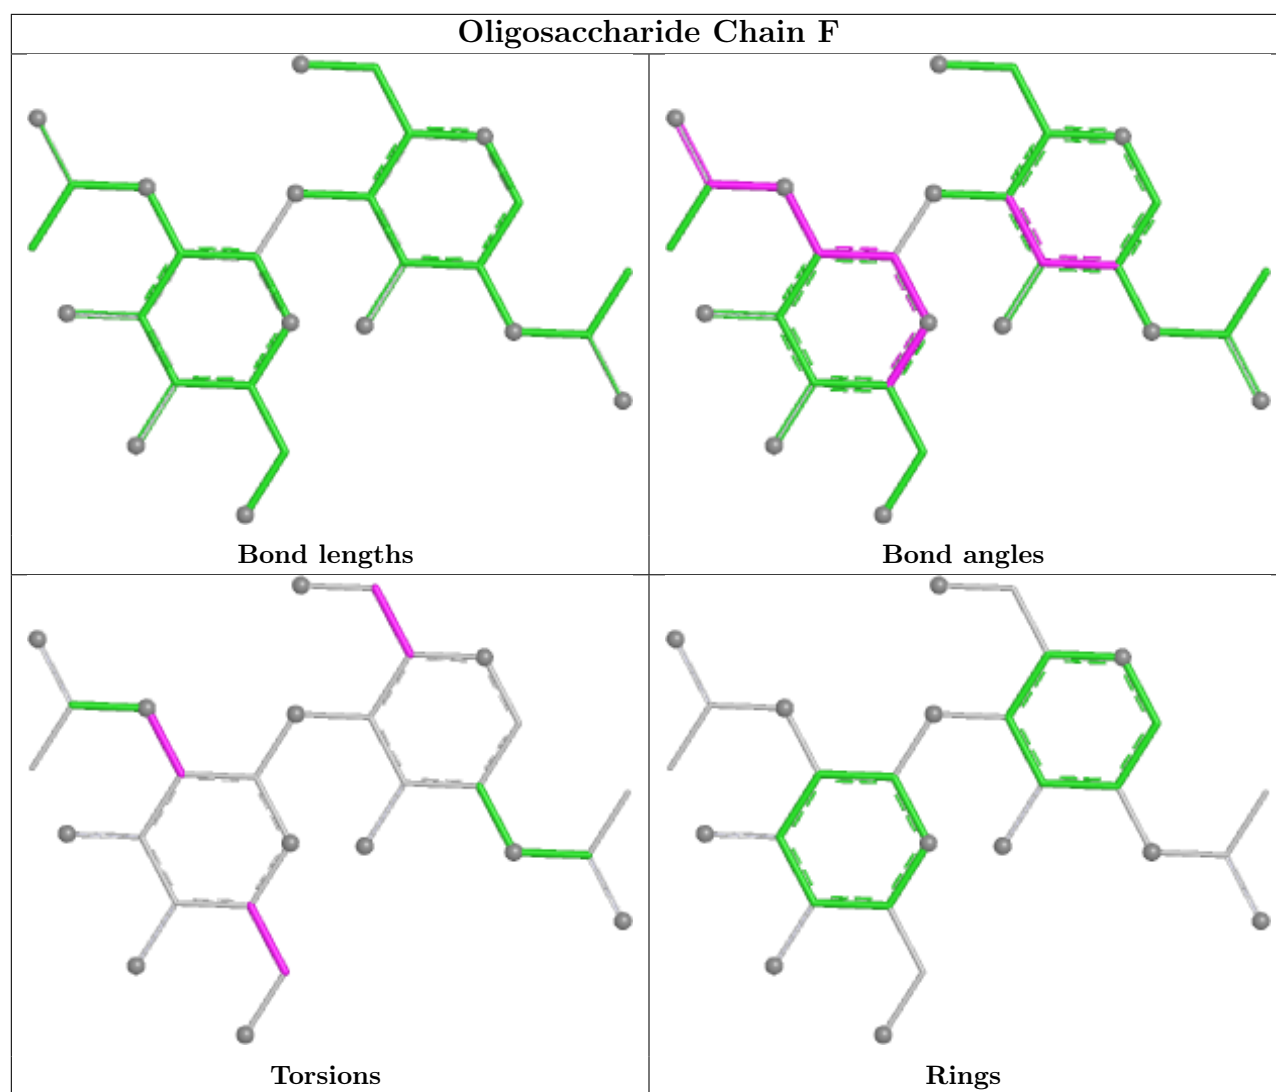 Oligosaccharide Chain F
Bond lengths
Bond angles
Torsions
Rings